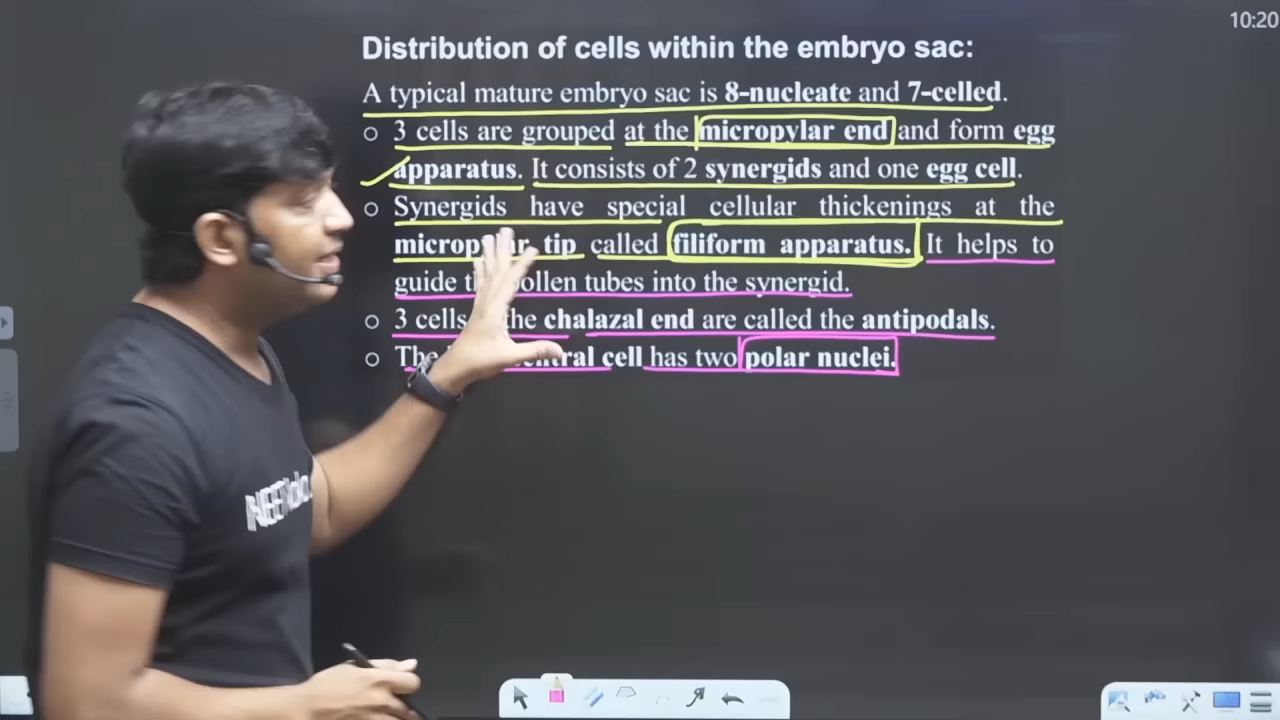 10:20
Distribution of cells within the embryo sac:
A typical mature embryo sac is 8-nucleate and 7-celled.
○ 3 cells are grouped at the micropylar end and form egg
apparatus. It consists of 2 synergids and one egg cell.
○ Synergids have special cellular thickenings at the
micropylar tip called filiform apparatus. It helps to
guide the pollen tubes into the synergid.
○ 3 cells the chalazal end are called the antipodals.
○ The central cell has two polar nuclei.